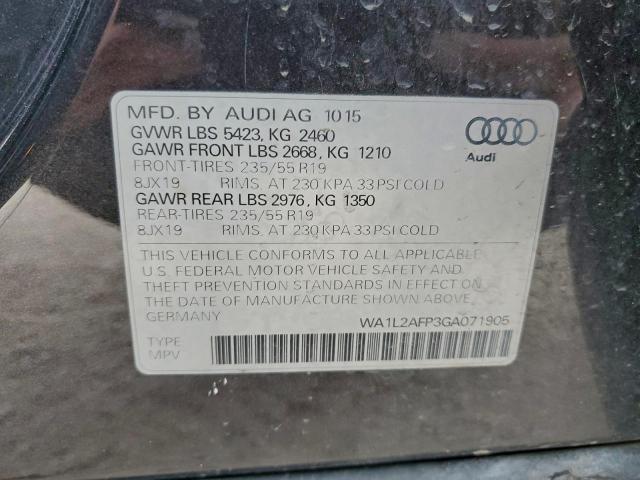 MFD. BY AUDI AG 10 15
GVWR LBS 5423, KG 2460
GAWR FRONT LBS 2668, KG 1210
FRONT-TIRES 235/55 R19
8JX19 RIMS, AT 230 KPA 33 PSI COLD
GAWR REAR LBS 2976, KG 1350
REAR-TIRES 235/55 R19
8JX19 RIMS, AT 230 KPA 33 PSI COLD
Audi
THIS VEHICLE CONFORMS TO ALL APPLICABLE
U.S. FEDERAL MOTOR VEHICLE SAFETY AND
THEFT PREVENTION STANDARDS IN EFFECT ON
THE DATE OF MANUFACTURE SHOWN ABOVE.
GERMANY
WA1L2AFP3GA071905
TYPE
MPV